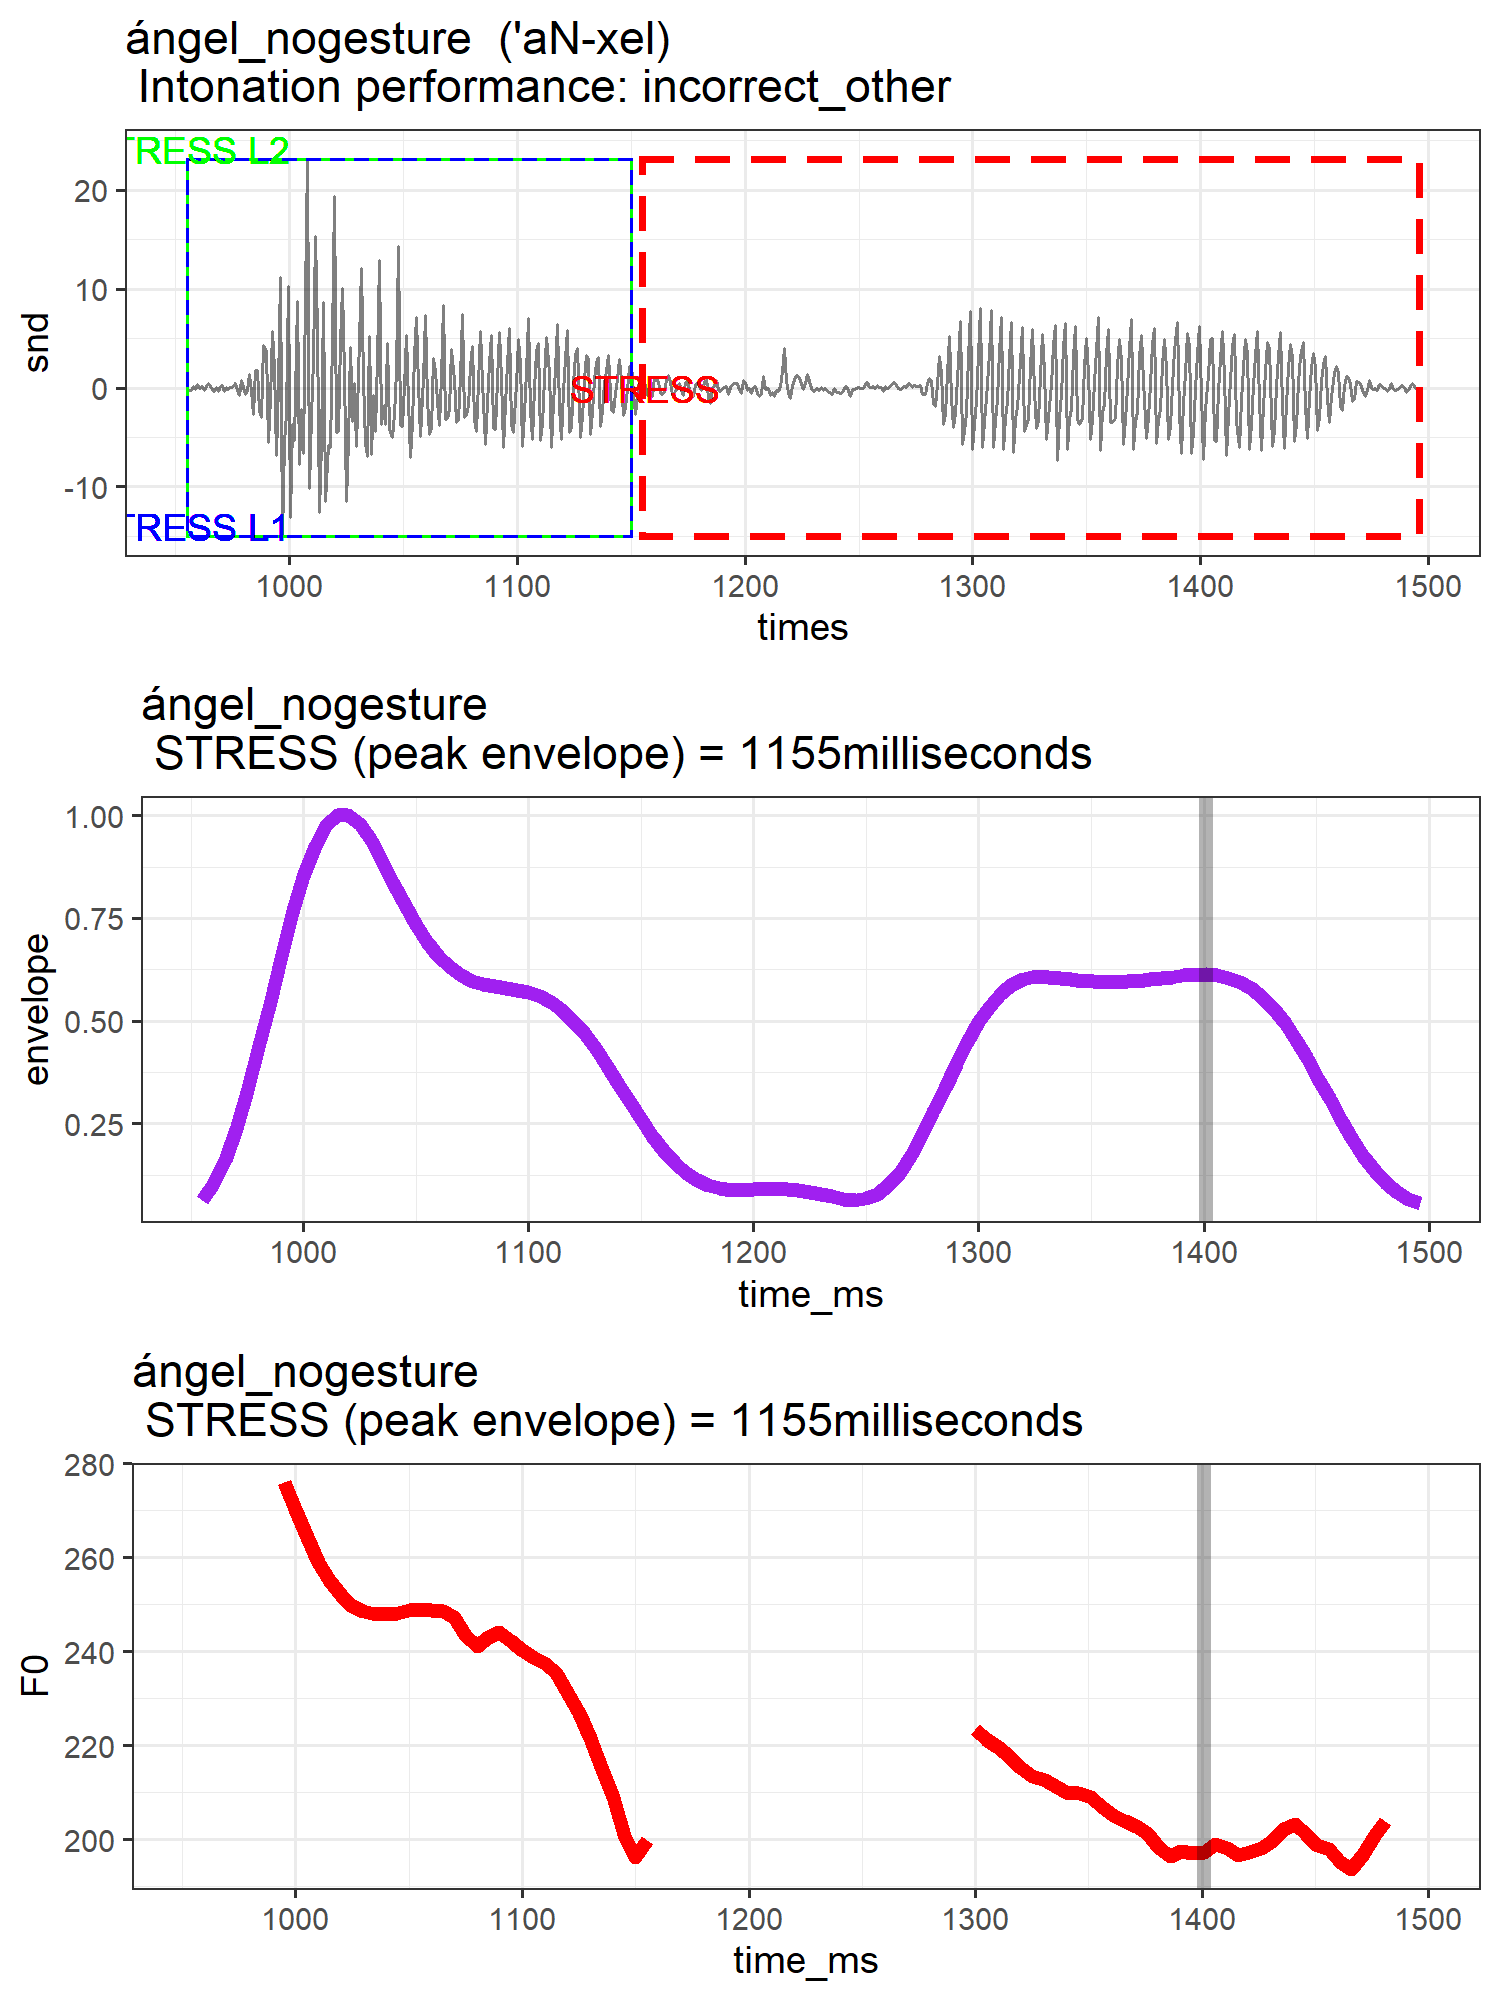 ángel_nogesture  ('aN-xel)
Intonation performance: incorrect_other
TRESS L2
20
10
0
-10
snd
STRESS
TRESS L1
1000 1100 1200 1300 1400 1500
times
ángel_nogesture
STRESS (peak envelope) = 1155milliseconds
1.00
0.75
0.50
0.25
envelope
1000 1100 1200 1300 1400 1500
time_ms
ángel_nogesture
STRESS (peak envelope) = 1155milliseconds
280
260
240
220
200
F0
1000 1100 1200 1300 1400 1500
time_ms